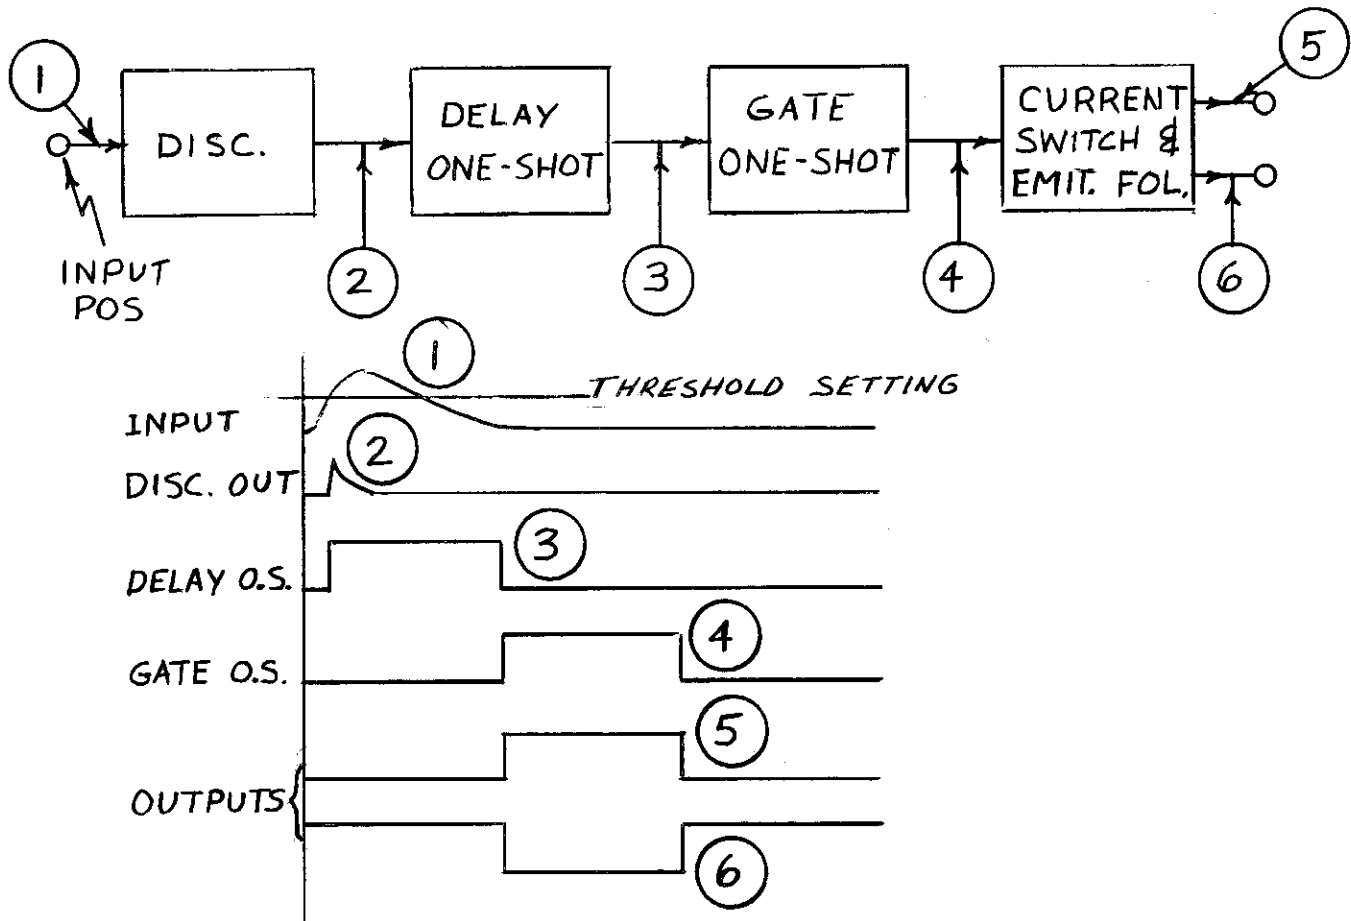 1
DISC.
DELAY
ONE-SHOT
GATE
ONE-SHOT
CURRENT
SWITCH &
EMIT. FOL.
5
INPUT
POS
2
3
4
6
1
THRESHOLD SETTING
INPUT
2
DISC. OUT
3
DELAY O.S.
4
GATE O.S.
5
OUTPUTS
6